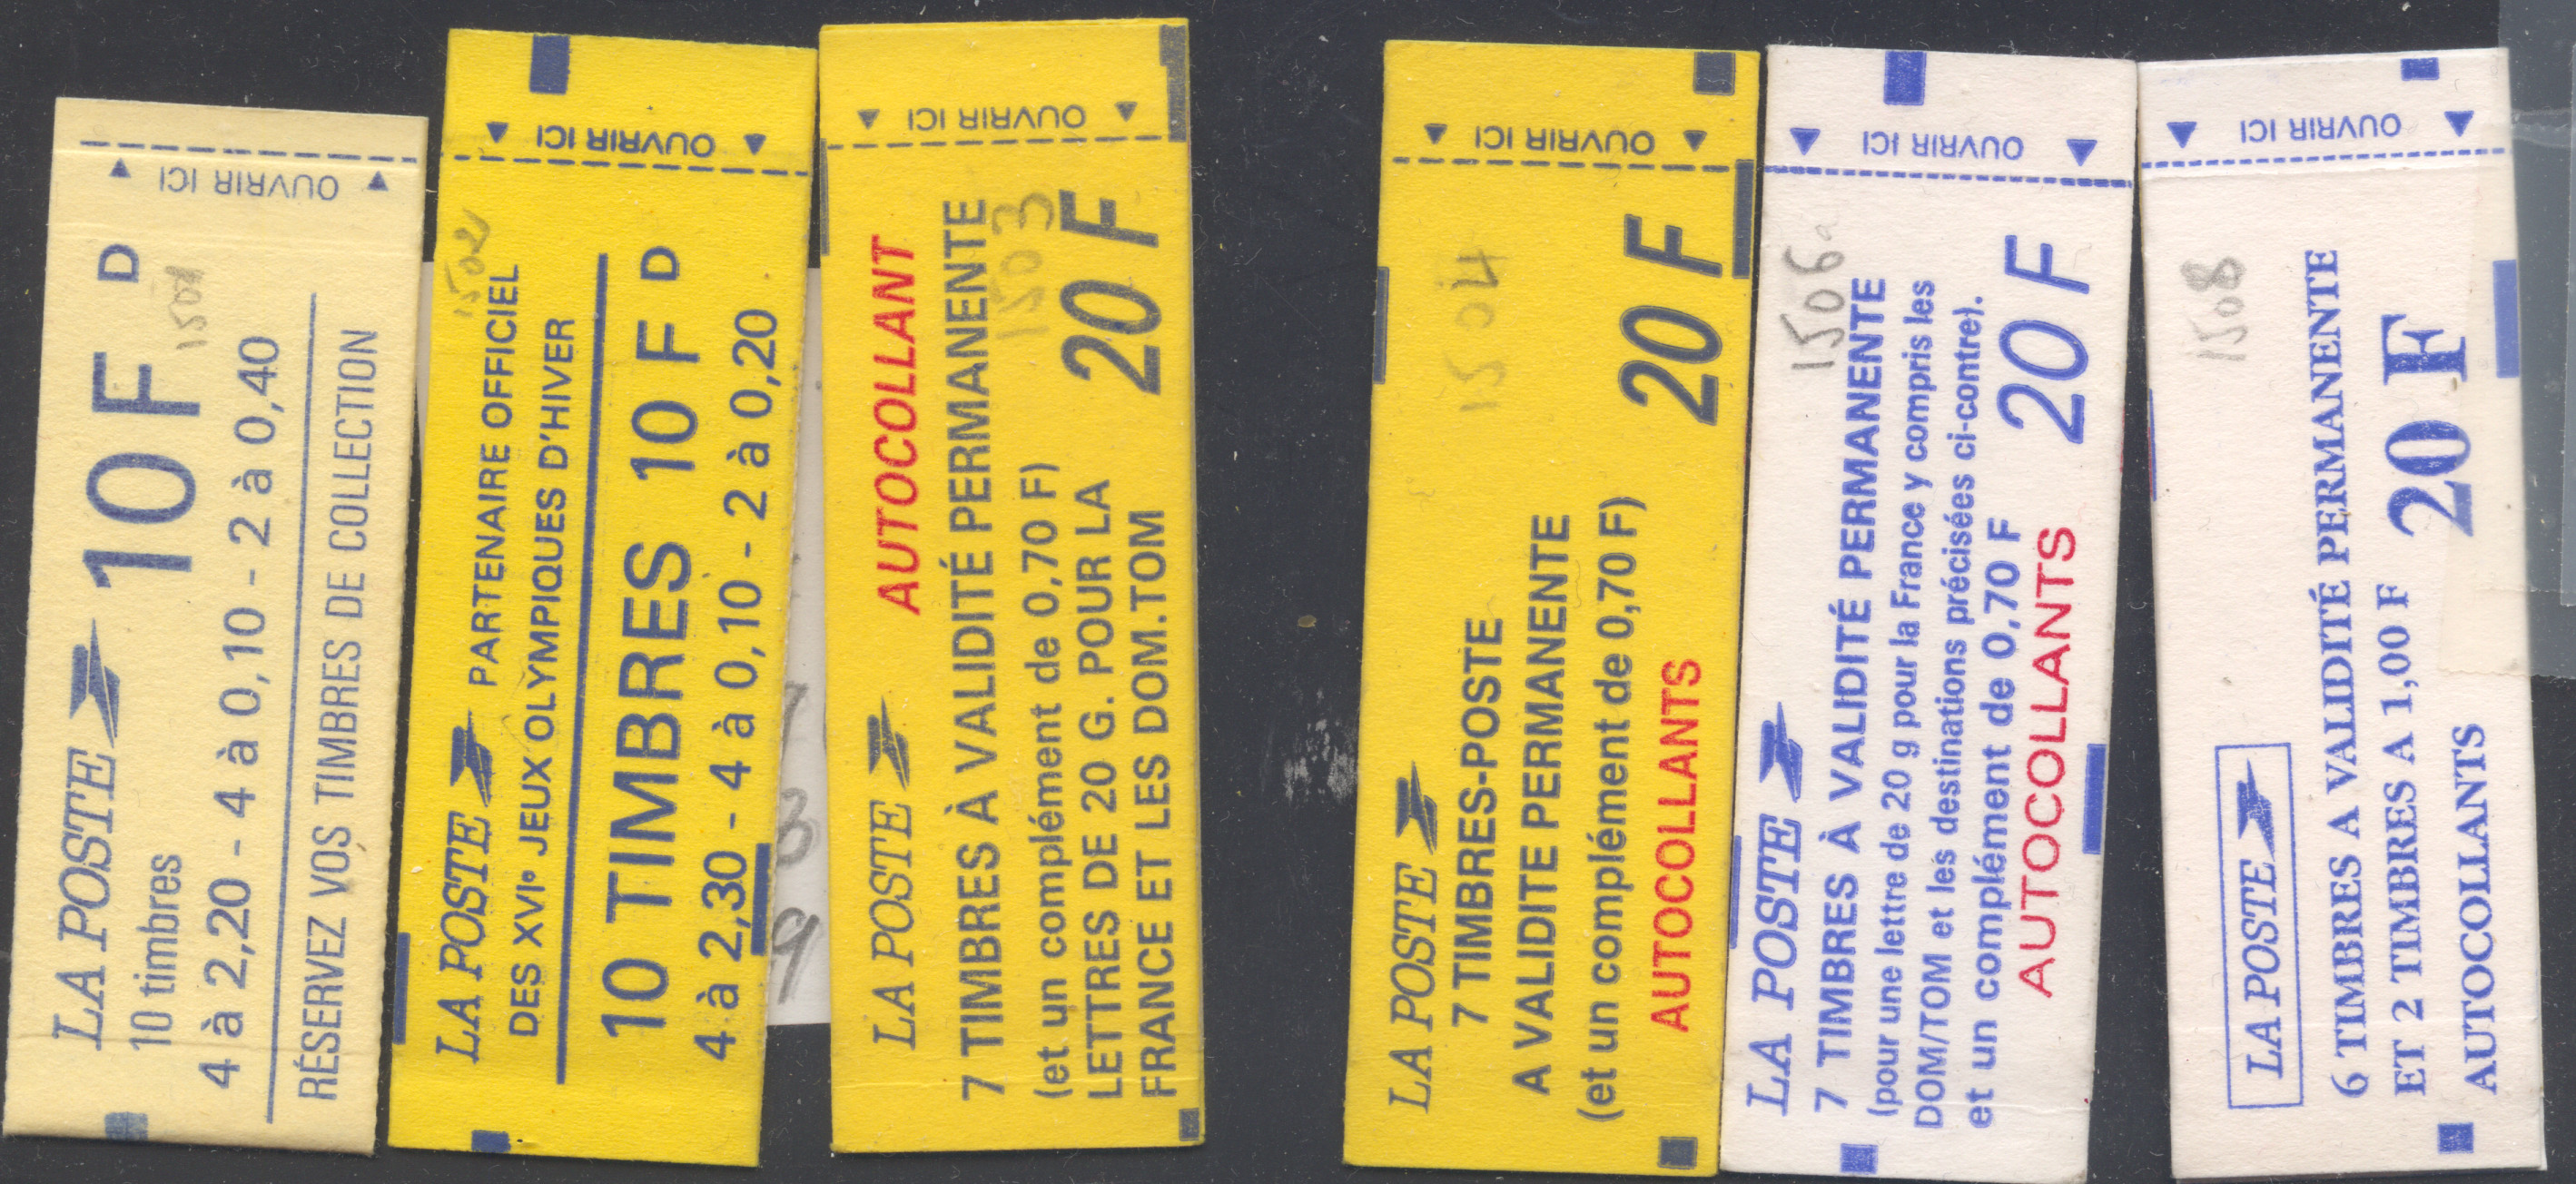 OUVRIR ICI
LA POSTE 10 F D
10 timbres
4 à 2,20 - 4 à 0,10 - 2 à 0,40
RÉSERVEZ VOS TIMBRES DE COLLECTION
OUVRIR ICI
1502
LA POSTE PARTENAIRE OFFICIEL
DES XVIᵉ JEUX OLYMPIQUES D'HIVER
10 TIMBRES 10 F D
4 à 2,30 - 4 à 0,10 - 2 à 0,20
OUVRIR ICI
LA POSTE AUTOCOLLANT
7 TIMBRES À VALIDITÉ PERMANENTE
1503
(et un complément de 0,70 F)
LETTRES DE 20 G. POUR LA
FRANCE ET LES DOM.TOM
20 F
OUVRIR ICI
1504
LA POSTE
7 TIMBRES-POSTE
A VALIDITE PERMANENTE
(et un complément de 0,70 F)
AUTOCOLLANTS
20 F
OUVRIR ICI
1506a
LA POSTE
7 TIMBRES À VALIDITÉ PERMANENTE
(pour une lettre de 20 g pour la France y compris les
DOM/TOM et les destinations précisées ci-contre).
et un complément de 0,70 F
AUTOCOLLANTS
20 F
OUVRIR ICI
1508
LA POSTE
6 TIMBRES A VALIDITÉ PERMANENTE
ET 2 TIMBRES A 1,00 F
AUTOCOLLANTS
20 F